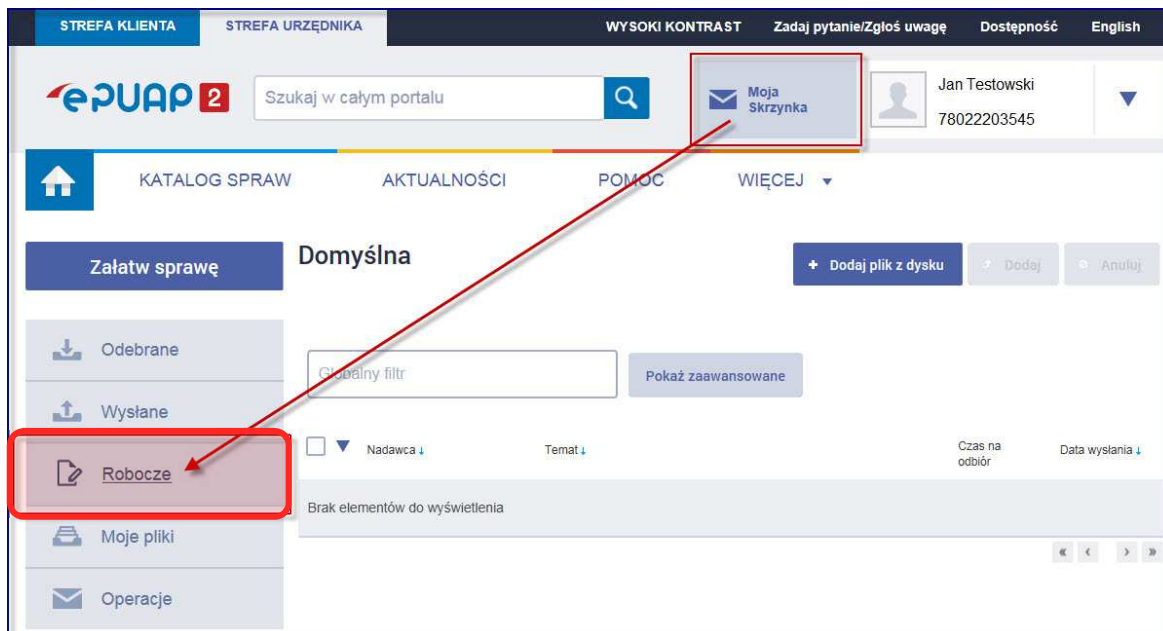 STREFA KLIENTA STREFA URZĘDNIKA WYSOKI KONTRAST Zadaj pytanie/Zgłoś uwagę Dostępność English
ePUAP 2 Szukaj w całym portalu Moja Skrzynka Jan Testowski
78022203545
KATALOG SPRAW AKTUALNOŚCI POMOC WIĘCEJ
Załatw sprawę Domyślna + Dodaj plik z dysku Dodaj Anuluj
Odebrane
Globalny filtr Pokaż zaawansowane
Wysłane
Nadawca ↓ Temat ↓ Czas na odbiór Data wysłania ↓
Robocze
Brak elementów do wyświetlenia
Moje pliki
« ‹ › »
Operacje